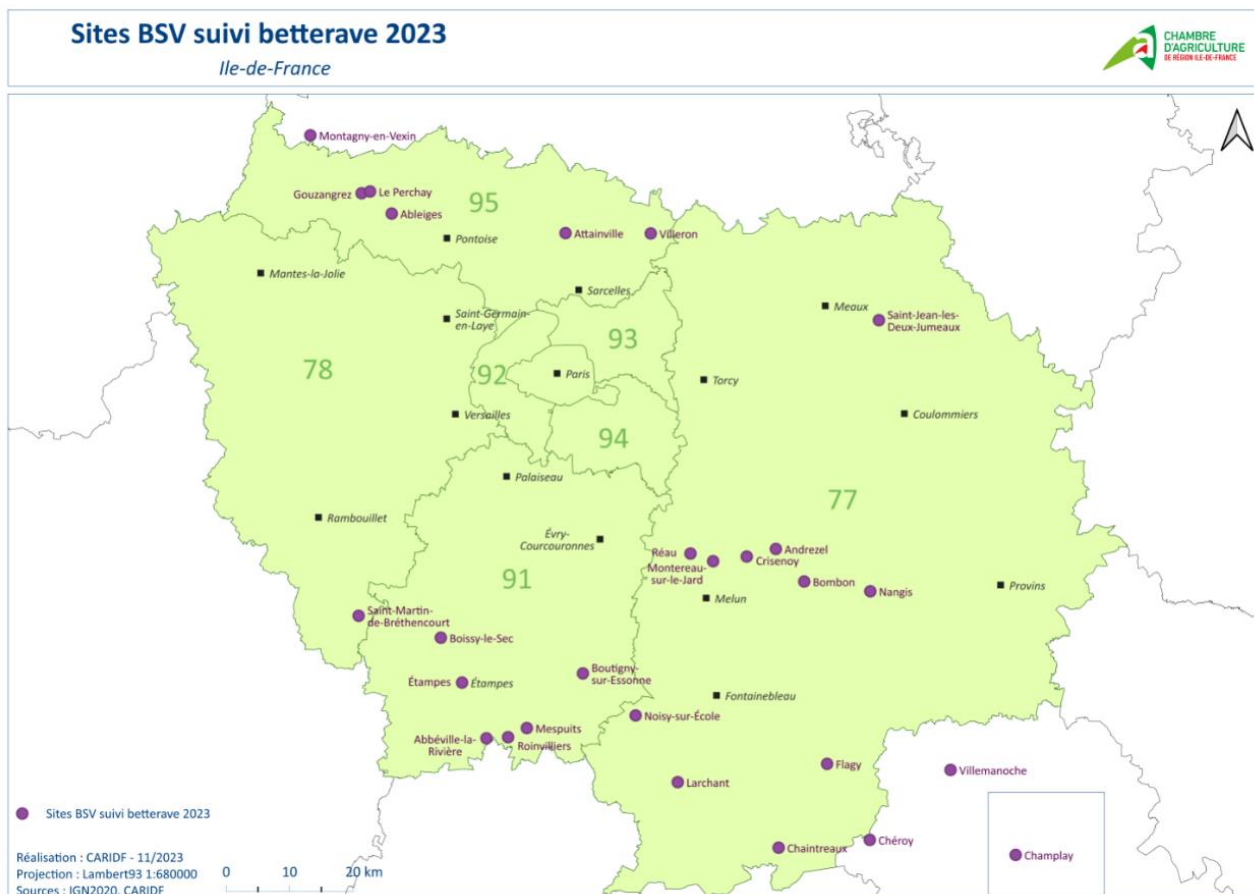 Sites BSV suivi betterave 2023
Ile-de-France
CHAMBRE
D'AGRICULTURE
DE RÉGION ILE-DE-FRANCE
Montagny-en-Vexin
Gouzangrez
Le Perchay
95
Ableiges
Attainville
Villeron
Pontoise
Mantes-la-Jolie
Sarcelles
Meaux
Saint-Germain-
en-Laye
Saint-Jean-les-
Deux-Jumeaux
93
78
92
Paris
Torcy
Versailles
Coulommiers
94
Palaiseau
77
Rambouillet
Évry-
Courcouronnes
Réau
Andrezel
Montereau-
sur-le-Jard
Crisenoy
91
Bombon
Nangis
Provins
Melun
Saint-Martin-
de-Bréthencourt
Boissy-le-Sec
Boutigny-
sur-Essonne
Étampes
Étampes
Fontainebleau
Noisy-sur-École
Mespuits
Abbéville-la-
Rivière
Roinvilliers
Flagy
Villemanoche
Larchant
Sites BSV suivi betterave 2023
Chéroy
Chaintreaux
Champlay
Réalisation : CARIDF - 11/2023
Projection : Lambert93 1:680000
Sources : IGN2020, CARIDF
0 10 20 km